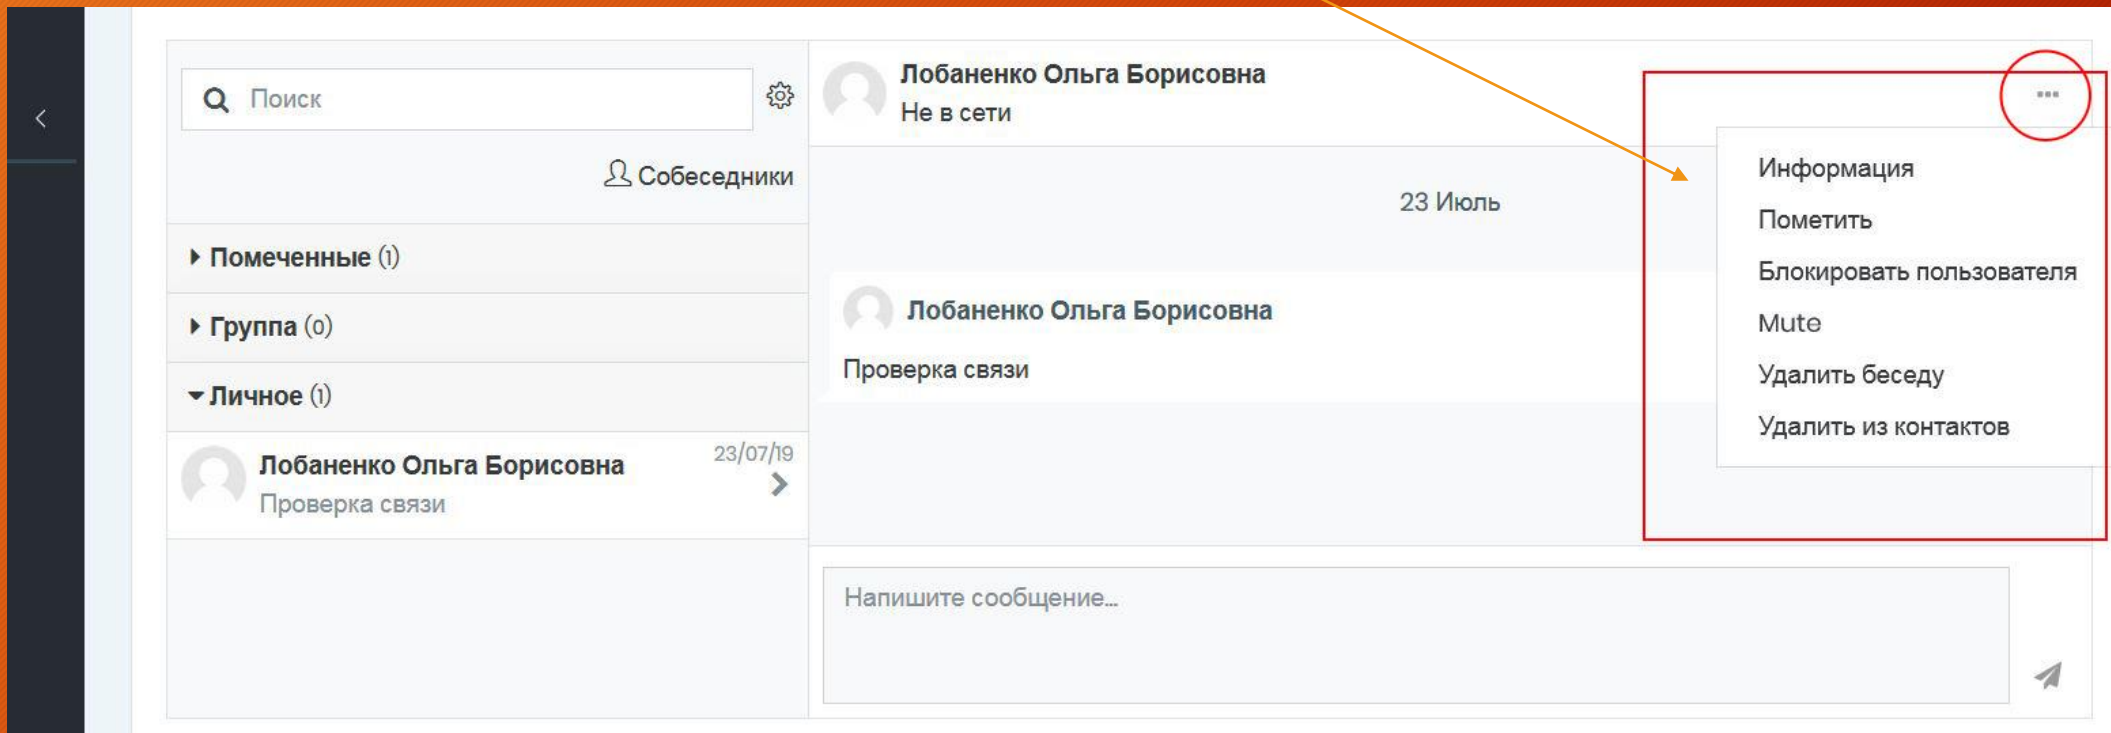 Поиск
Собеседники
Помеченные (1)
Группа (0)
Личное (1)
Лобаненко Ольга Борисовна
23/07/19
Проверка связи
Лобаненко Ольга Борисовна
Не в сети
23 Июль
Лобаненко Ольга Борисовна
Проверка связи
Напишите сообщение...
Информация
Пометить
Блокировать пользователя
Mute
Удалить беседу
Удалить из контактов